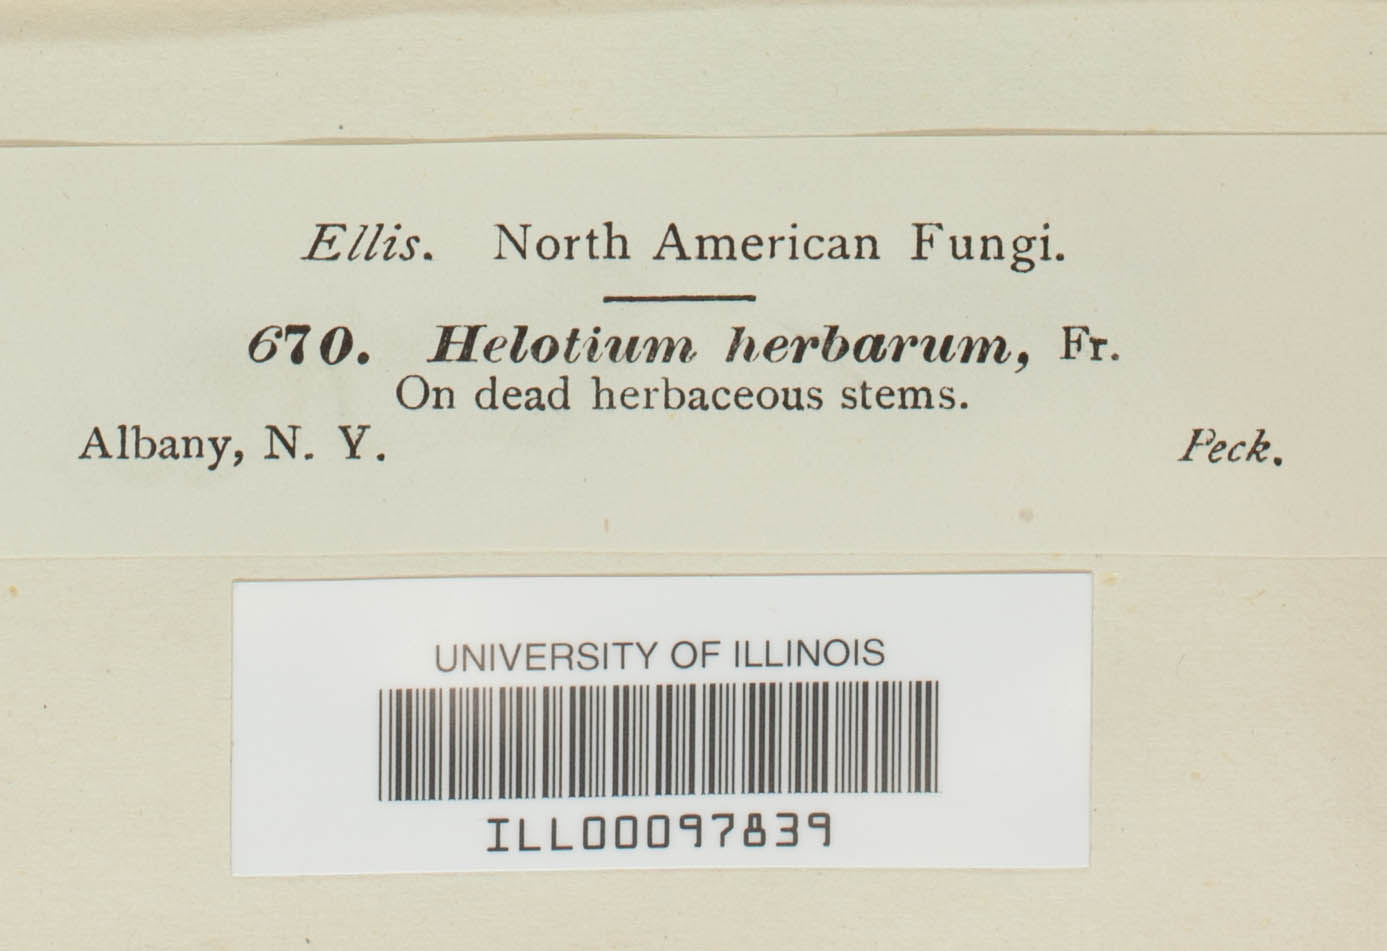 Ellis. North American Fungi.
670. Helotium herbarum, Fr.
On dead herbaceous stems.
Albany, N. Y. Peck.
UNIVERSITY OF ILLINOIS
ILL00097839